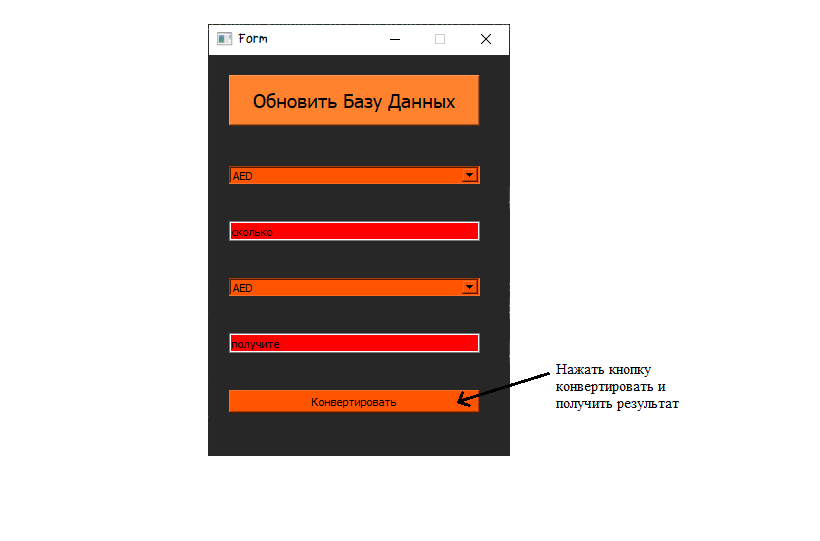 Form
Обновить Базу Данных
AED
сколько
AED
получите
Конвертировать
Нажать кнопку
конвертировать и
получить результат